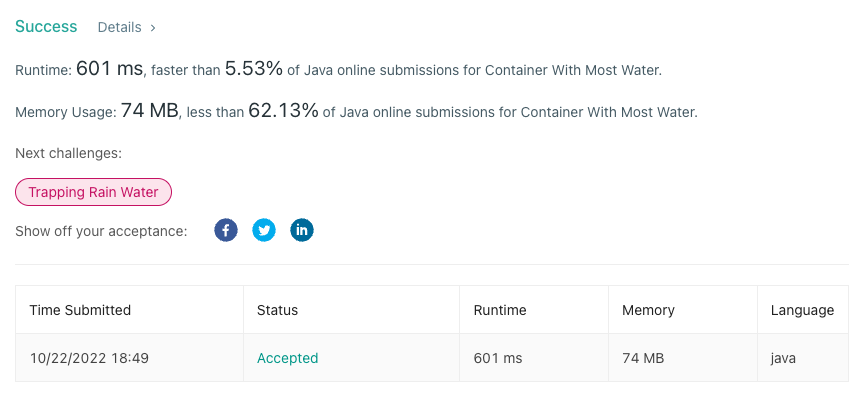 Success Details ›
Runtime: 601 ms, faster than 5.53% of Java online submissions for Container With Most Water.
Memory Usage: 74 MB, less than 62.13% of Java online submissions for Container With Most Water.
Next challenges:
Trapping Rain Water
Show off your acceptance: f in
Time Submitted Status Runtime Memory Language
10/22/2022 18:49 Accepted 601 ms 74 MB java